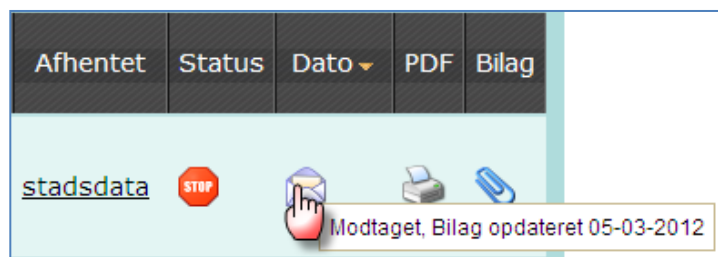 Afhentet Status Dato PDF Bilag
stadsdata STOP
Modtaget, Bilag opdateret 05-03-2012